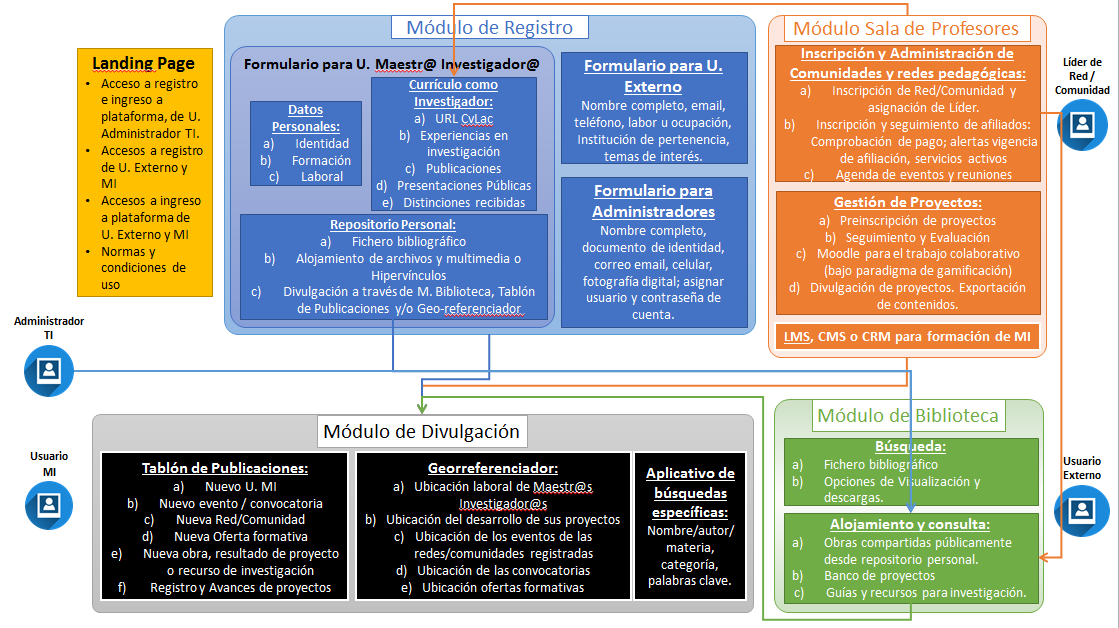 Landing Page
• Acceso a registro
e ingreso a
plataforma, de U.
Administrador TI.
• Accesos a registro
de U. Externo y
MI
• Accesos a ingreso
a plataforma de
U. Externo y MI
• Normas y
condiciones de
uso
Módulo de Registro
Formulario para U. Maestr@ Investigador@
Datos
Personales:
a) Identidad
b) Formación
c) Laboral
Currículo como
Investigador:
a) URL CvLac
b) Experiencias en
investigación
c) Publicaciones
d) Presentaciones Públicas
e) Distinciones recibidas
Repositorio Personal:
a) Fichero bibliográfico
b) Alojamiento de archivos y multimedia o
Hipervínculos
c) Divulgación a través de M. Biblioteca, Tablón
de Publicaciones y/o Geo-referenciador
Formulario para U.
Externo
Nombre completo, email,
teléfono, labor u ocupación,
Institución de pertenencia,
temas de interés.
Formulario para
Administradores
Nombre completo,
documento de identidad,
correo email, celular,
fotografía digital; asignar
usuario y contraseña de
cuenta.
Módulo Sala de Profesores
Inscripción y Administración de
Comunidades y redes pedagógicas:
a) Inscripción de Red/Comunidad y
asignación de Líder.
b) Inscripción y seguimiento de afiliados:
Comprobación de pago; alertas vigencia
de afiliación, servicios activos
c) Agenda de eventos y reuniones
Gestión de Proyectos:
a) Preinscripción de proyectos
b) Seguimiento y Evaluación
c) Moodle para el trabajo colaborativo
(bajo paradigma de gamificación)
d) Divulgación de proyectos. Exportación
de contenidos.
LMS, CMS o CRM para formación de MI
Líder de
Red /
Comunidad
Administrador
TI
Usuario
MI
Módulo de Divulgación
Tablón de Publicaciones:
a) Nuevo U. MI
b) Nuevo evento / convocatoria
c) Nueva Red/Comunidad
d) Nueva Oferta formativa
e) Nueva obra, resultado de proyecto
o recurso de investigación
f) Registro y Avances de proyectos
Georreferenciador:
a) Ubicación laboral de Maestr@s
Investigador@s
b) Ubicación del desarrollo de sus proyectos
c) Ubicación de los eventos de las
redes/comunidades registradas
d) Ubicación de las convocatorias
e) Ubicación ofertas formativas
Aplicativo de
búsquedas
específicas:
Nombre/autor/
materia,
categoría,
palabras clave.
Módulo de Biblioteca
Búsqueda:
a) Fichero bibliográfico
b) Opciones de Visualización y
descargas.
Alojamiento y consulta:
a) Obras compartidas públicamente
desde repositorio personal.
b) Banco de proyectos
c) Guías y recursos para investigación.
Usuario
Externo